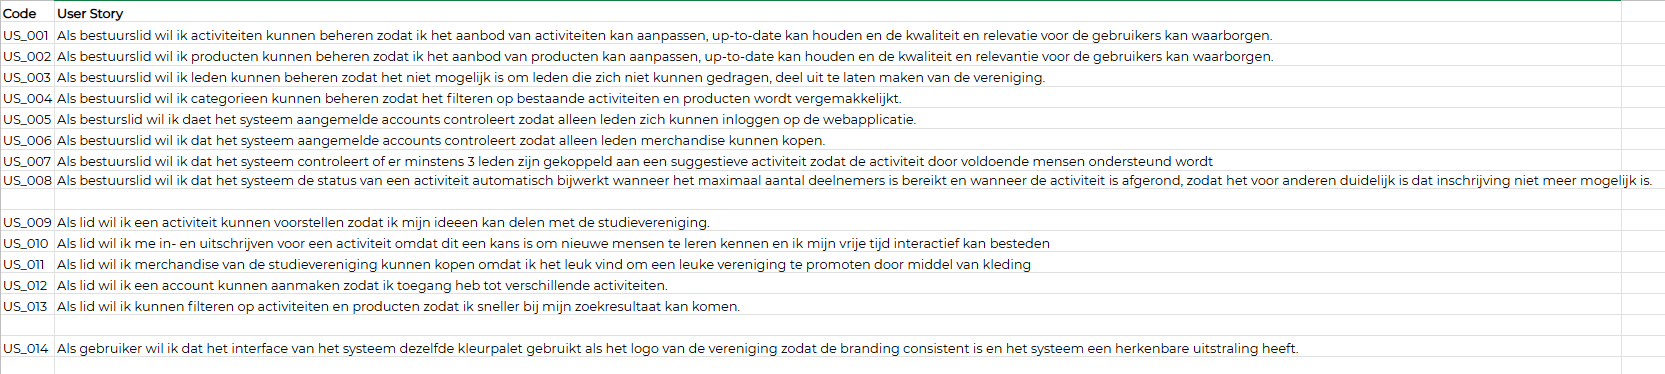 Code User Story
US_001 Als bestuurslid wil ik activiteiten kunnen beheren zodat ik het aanbod van activiteiten kan aanpassen, up-to-date kan houden en de kwaliteit en relevatie voor de gebruikers kan waarborgen.
US_002 Als bestuurslid wil ik producten kunnen beheren zodat ik het aanbod van producten kan aanpassen, up-to-date kan houden en de kwaliteit en relevantie voor de gebruikers kan waarborgen.
US_003 Als bestuurslid wil ik leden kunnen beheren zodat het niet mogelijk is om leden die zich niet kunnen gedragen, deel uit te laten maken van de vereniging.
US_004 Als bestuurslid wil ik categorieen kunnen beheren zodat het filteren op bestaande activiteiten en producten wordt vergemakkelijkt.
US_005 Als besturslid wil ik daet het systeem aangemelde accounts controleert zodat alleen leden zich kunnen inloggen op de webapplicatie.
US_006 Als bestuurslid wil ik dat het systeem aangemelde accounts controleert zodat alleen leden merchandise kunnen kopen.
US_007 Als bestuurslid wil ik dat het systeem controleert of er minstens 3 leden zijn gekoppeld aan een suggestieve activiteit zodat de activiteit door voldoende mensen ondersteund wordt
US_008 Als bestuurslid wil ik dat het systeem de status van een activiteit automatisch bijwerkt wanneer het maximaal aantal deelnemers is bereikt en wanneer de activiteit is afgerond, zodat het voor anderen duidelijk is dat inschrijving niet meer mogelijk is.
US_009 Als lid wil ik een activiteit kunnen voorstellen zodat ik mijn ideeen kan delen met de studievereniging.
US_010 Als lid wil ik me in- en uitschrijven voor een activiteit omdat dit een kans is om nieuwe mensen te leren kennen en ik mijn vrije tijd interactief kan besteden
US_011 Als lid wil ik merchandise van de studievereniging kunnen kopen omdat ik het leuk vind om een leuke vereniging te promoten door middel van kleding
US_012 Als lid wil ik een account kunnen aanmaken zodat ik toegang heb tot verschillende activiteiten.
US_013 Als lid wil ik kunnen filteren op activiteiten en producten zodat ik sneller bij mijn zoekresultaat kan komen.
US_014 Als gebruiker wil ik dat het interface van het systeem dezelfde kleurpalet gebruikt als het logo van de vereniging zodat de branding consistent is en het systeem een herkenbare uitstraling heeft.